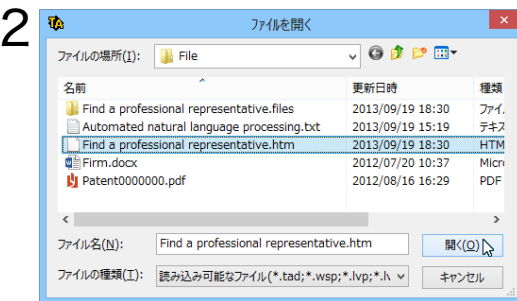 2
ファイルを開く
ファイルの場所(I): File
名前 更新日時 種類
Find a professional representative.files 2013/09/19 18:30 ファイ
Automated natural language processing.txt 2013/09/19 15:19 テキス
Find a professional representative.htm 2013/09/19 18:30 HTM
Firm.docx 2012/07/20 10:37 Micro
Patent0000000.pdf 2012/08/16 16:29 PDF
ファイル名(N): Find a professional representative.htm 開く(O)
ファイルの種類(T): 読み込み可能なファイル(*.tad;*.wsp;*.lvp;*.lv キャンセル